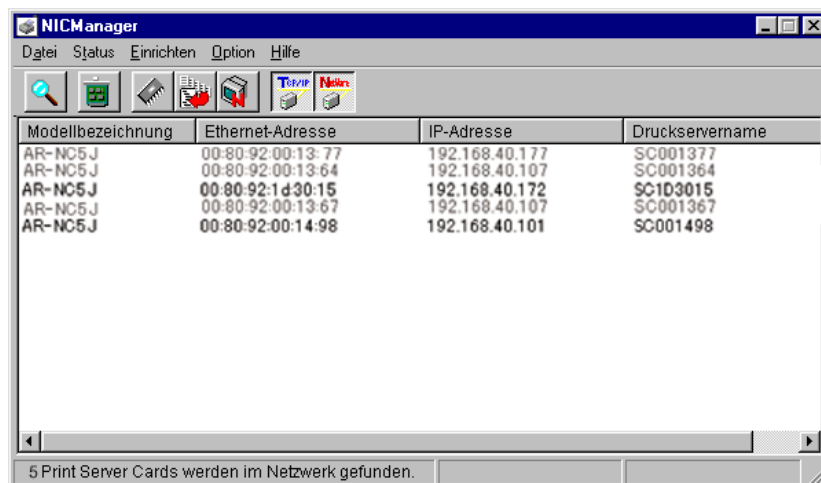 NICManager
Datei Status Einrichten Option Hilfe
TCP/IP NetWare
Modellbezeichnung Ethernet-Adresse IP-Adresse Druckservername
AR-NC5J 00:80:92:00:13:77 192.168.40.177 SC001377
AR-NC5J 00:80:92:00:13:64 192.168.40.107 SC001364
AR-NC5J 00:80:92:1d30:15 192.168.40.172 SC1D3015
AR-NC5J 00:80:92:00:13:67 192.168.40.107 SC001367
AR-NC5J 00:80:92:00:14:98 192.168.40.101 SC001498
5 Print Server Cards werden im Netzwerk gefunden.